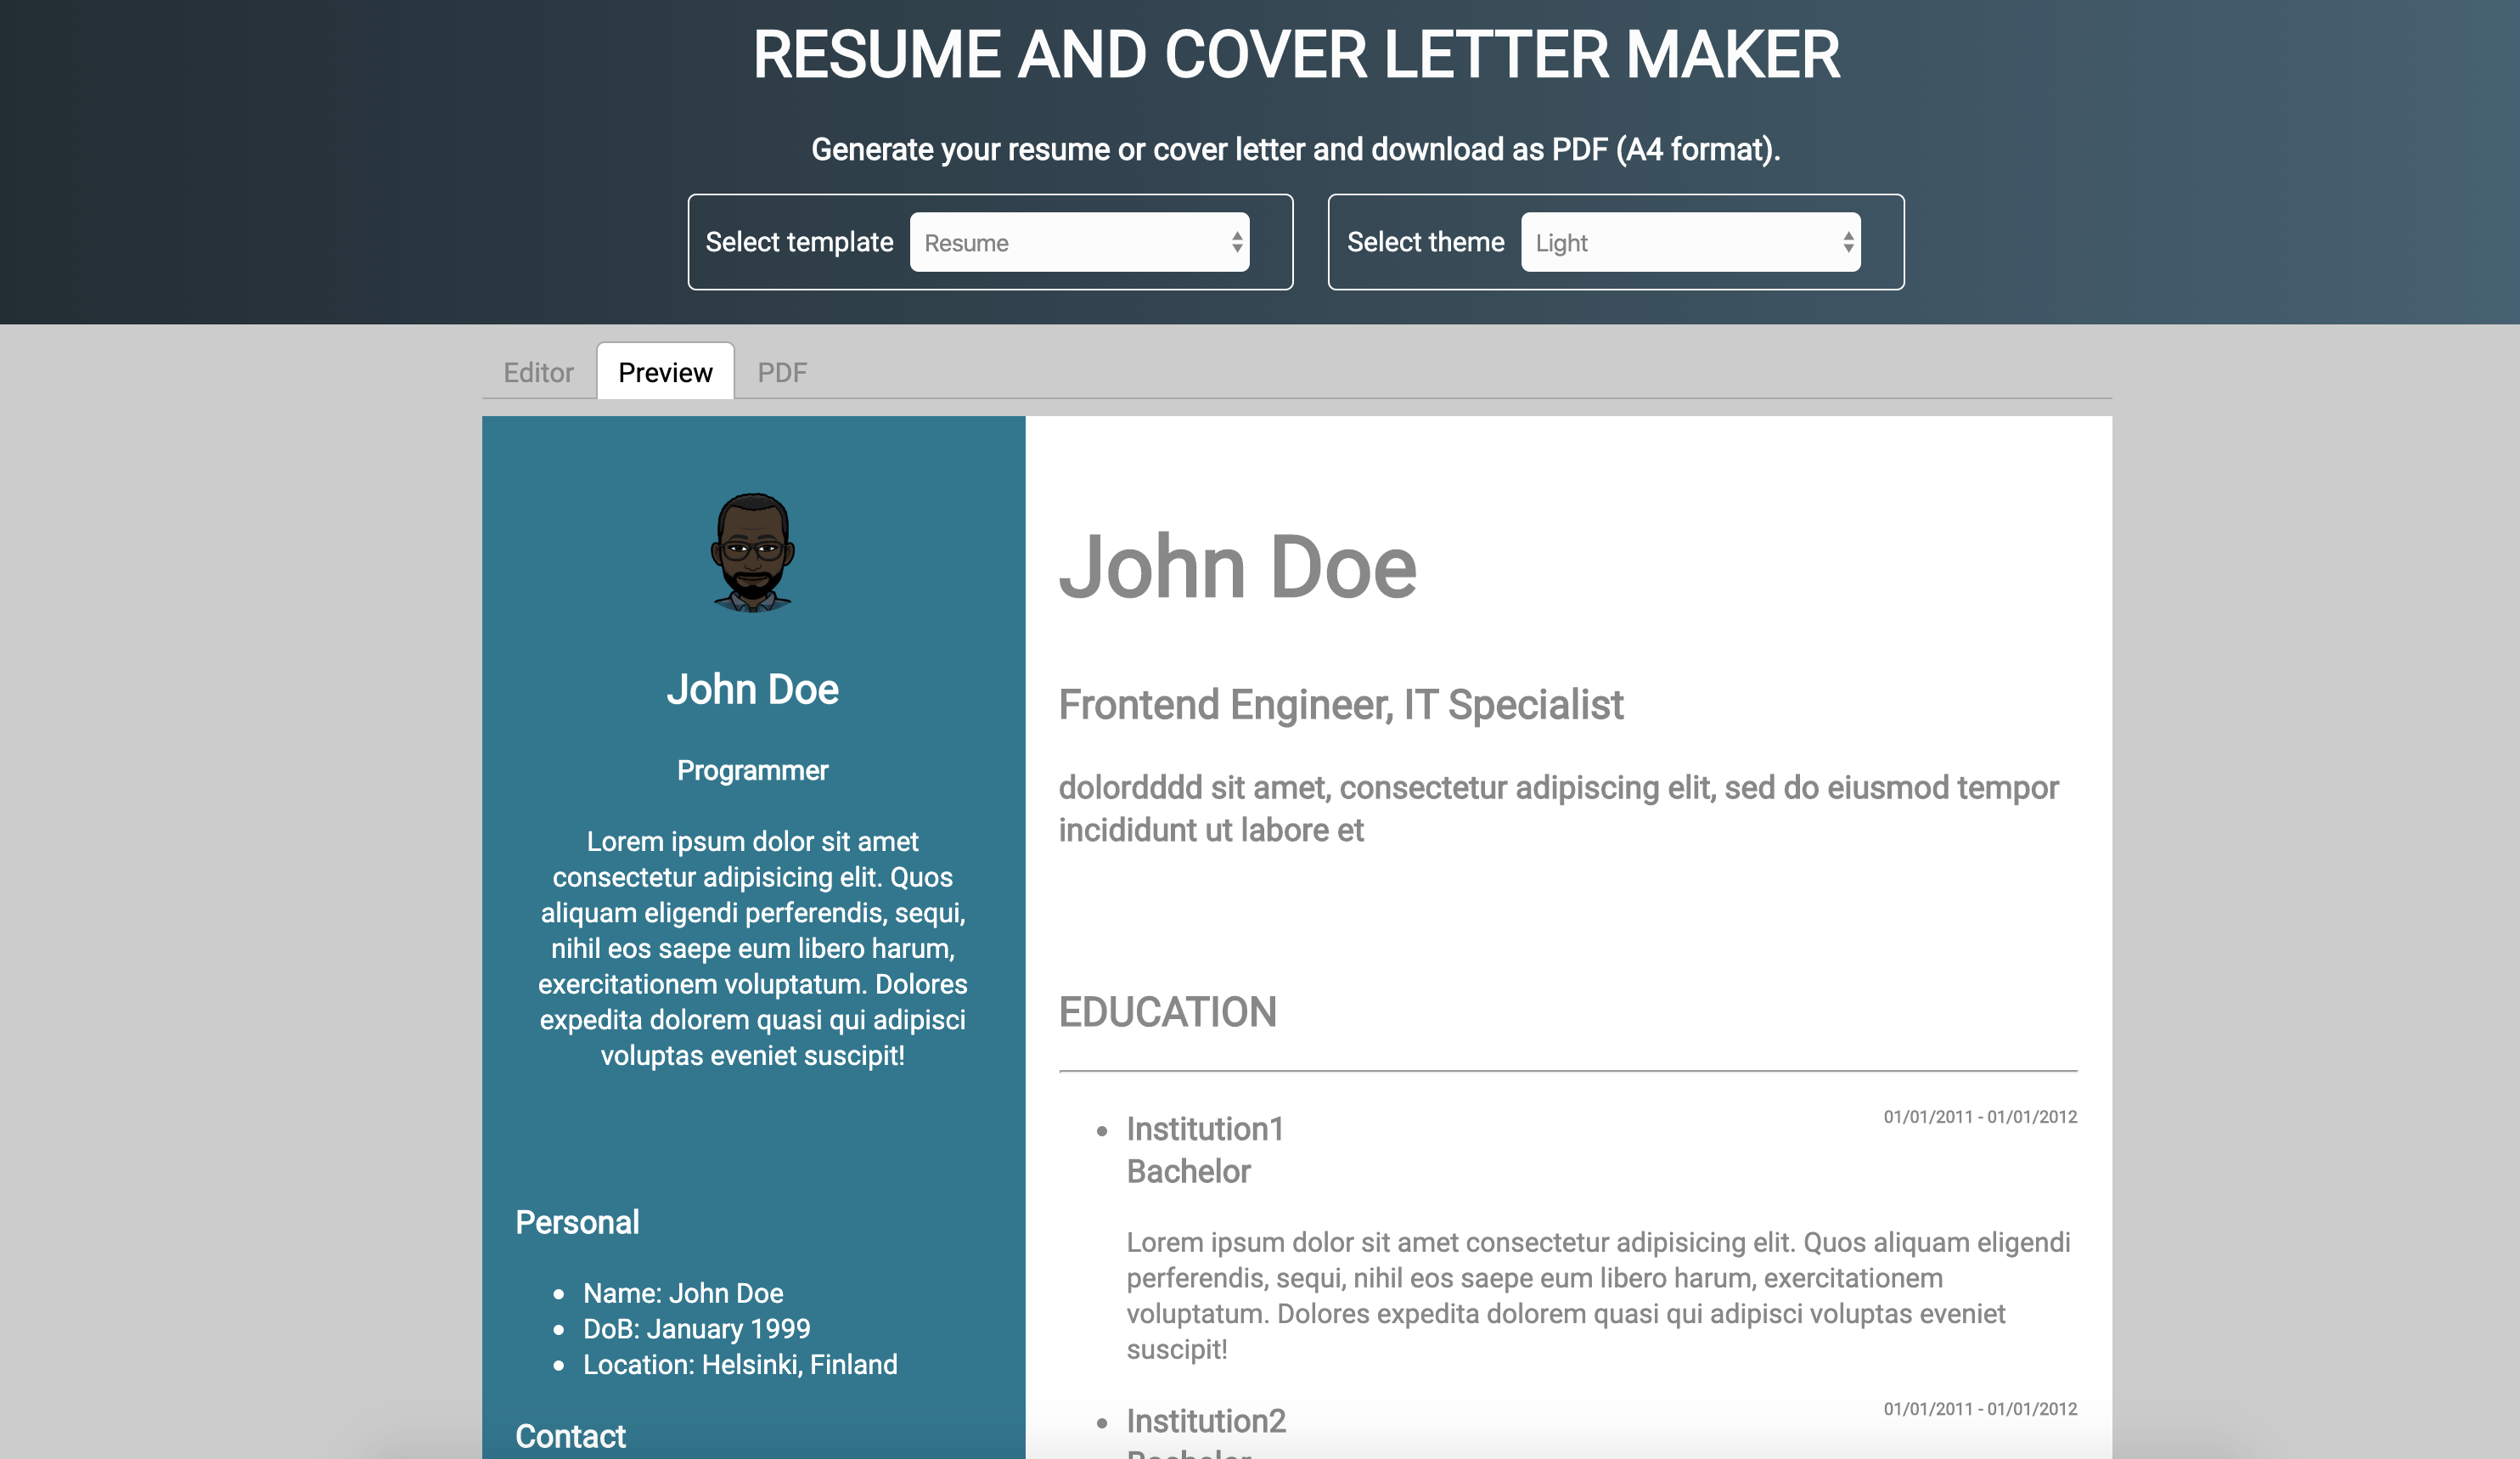 RESUME AND COVER LETTER MAKER
Generate your resume or cover letter and download as PDF (A4 format).
Select template Resume
Select theme Light
Editor Preview PDF
John Doe
Programmer
Lorem ipsum dolor sit amet
consectetur adipisicing elit. Quos
aliquam eligendi perferendis, sequi,
nihil eos saepe eum libero harum,
exercitationem voluptatum. Dolores
expedita dolorem quasi qui adipisci
voluptas eveniet suscipit!
Personal
Name: John Doe
DoB: January 1999
Location: Helsinki, Finland
Contact
John Doe
Frontend Engineer, IT Specialist
dolordddd sit amet, consectetur adipiscing elit, sed do eiusmod tempor
incididunt ut labore et
EDUCATION
Institution1 01/01/2011 - 01/01/2012
Bachelor
Lorem ipsum dolor sit amet consectetur adipisicing elit. Quos aliquam eligendi
perferendis, sequi, nihil eos saepe eum libero harum, exercitationem
voluptatum. Dolores expedita dolorem quasi qui adipisci voluptas eveniet
suscipit!
Institution2 01/01/2011 - 01/01/2012